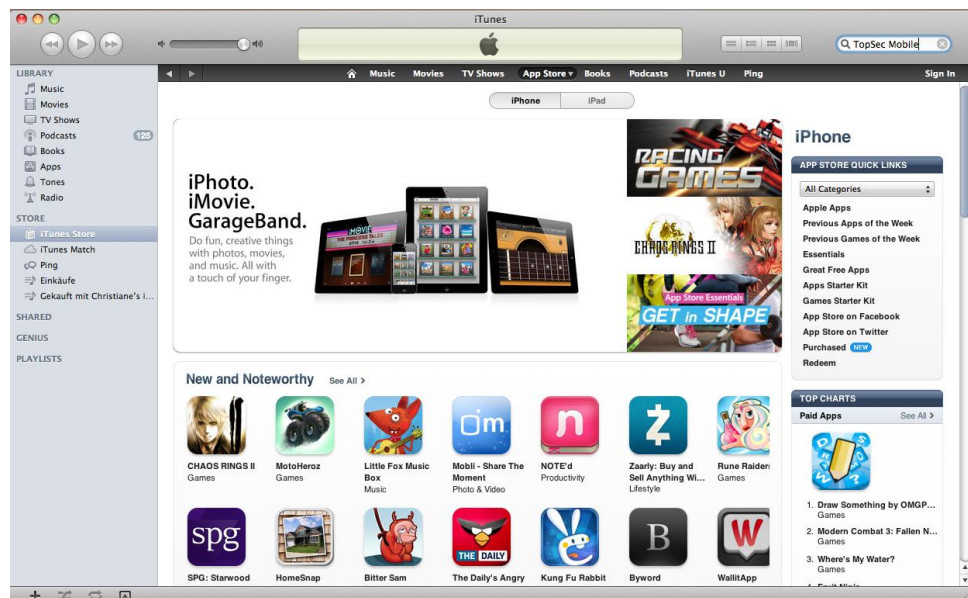 iTunes
TopSec Mobile
LIBRARY
Music
Movies
TV Shows
Podcasts 125
Books
Apps
Tones
Radio
STORE
iTunes Store
iTunes Match
Ping
Einkäufe
Gekauft mit Christiane's i...
SHARED
GENIUS
PLAYLISTS
Music Movies TV Shows App Store Books Podcasts iTunes U Ping Sign In
iPhone iPad
iPhoto.
iMovie.
GarageBand.
Do fun, creative things
with photos, movies,
and music. All with
a touch of your finger.
iMOVIE
RACING
GAMES
CHAOS RINGS II
App Store Essentials
GET in SHAPE
New and Noteworthy See All >
m
n
CHAOS RINGS II
Games
MotoHeroz
Games
Little Fox Music
Box
Music
Mobli - Share The
Moment
Photo & Video
NOTE'd
Productivity
Zaarly: Buy and
Sell Anything Wi...
Lifestyle
Rune Raiders
Games
spg
THE DAILY
B
W
SPG: Starwood
HomeSnap
Bitter Sam
The Daily's Angry
Kung Fu Rabbit
Byword
WallitApp
iPhone
APP STORE QUICK LINKS
All Categories
Apple Apps
Previous Apps of the Week
Previous Games of the Week
Essentials
Great Free Apps
Apps Starter Kit
Games Starter Kit
App Store on Facebook
App Store on Twitter
Purchased NEW
Redeem
TOP CHARTS
Paid Apps See All >
1. Draw Something by OMGP...
Games
2. Modern Combat 3: Fallen N...
Games
3. Where's My Water?
Games
4. Fruit Ninja